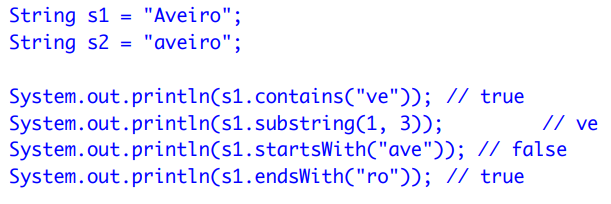 String s1 = "Aveiro";
String s2 = "aveiro";
System.out.println(s1.contains("ve")); // true
System.out.println(s1.substring(1, 3)); // ve
System.out.println(s1.startsWith("ave")); // false
System.out.println(s1.endsWith("ro")); // true